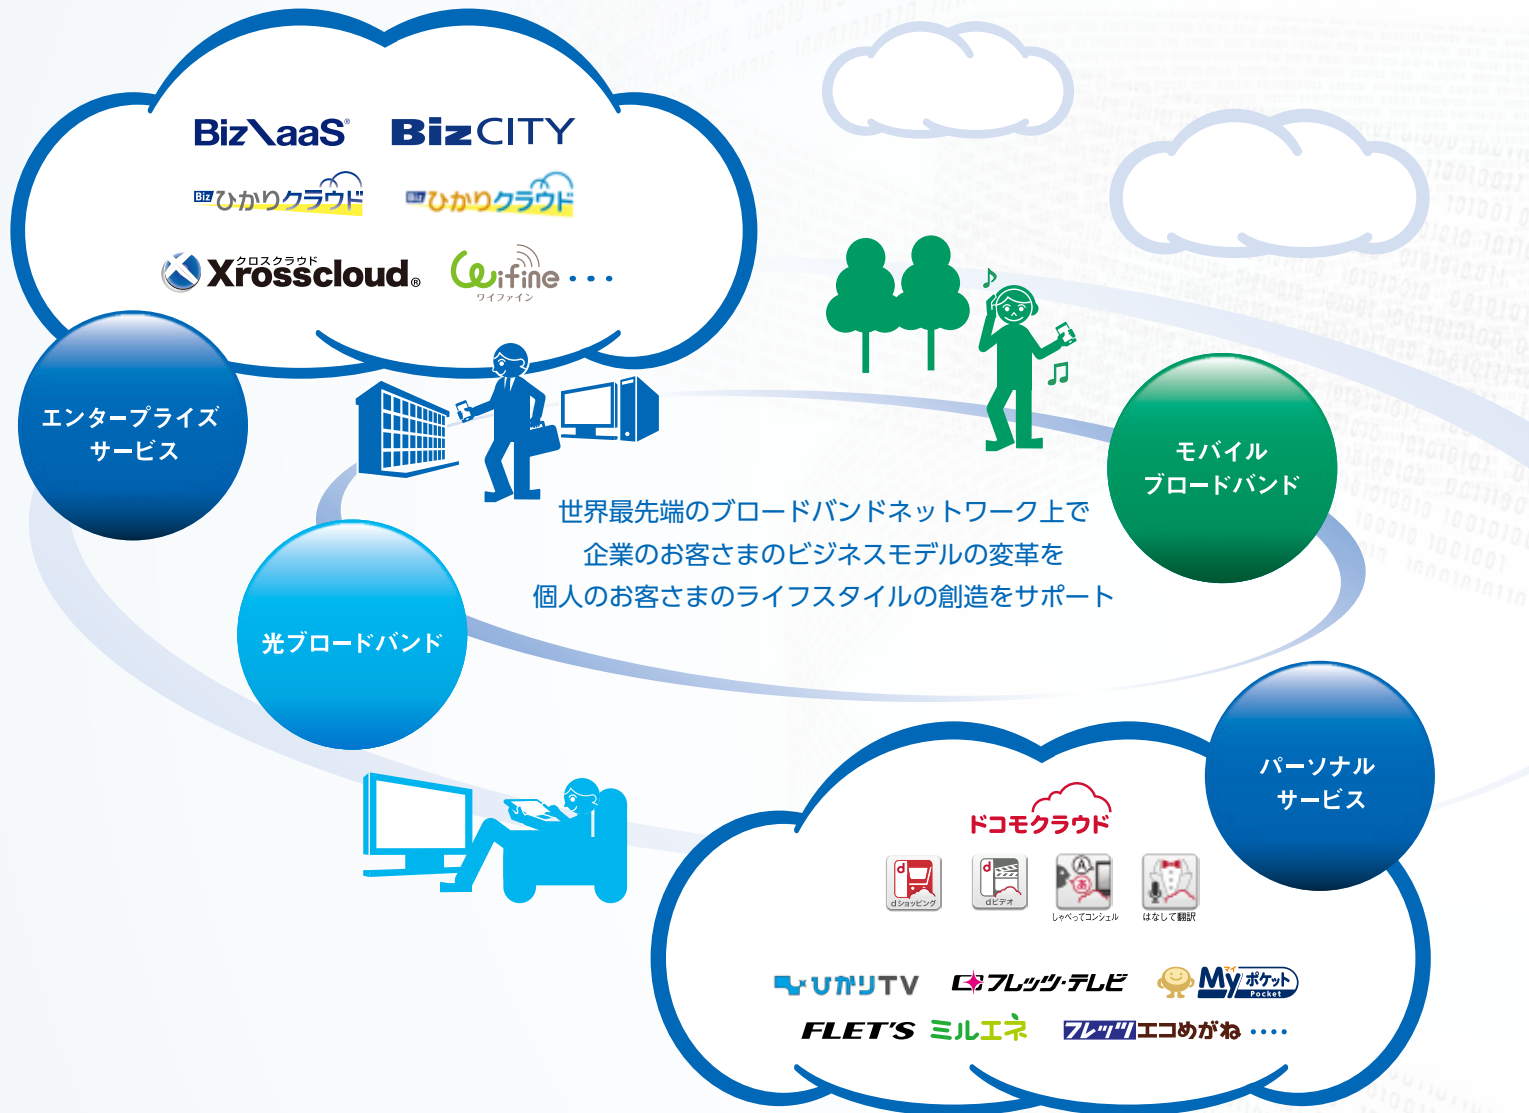 Biz\aaS®
BizCITY
Bizひかりクラウド
Bizひかりクラウド
クロスクラウド
Xrosscloud®
Wifine
ワイファイン
・・・
エンタープライズ
サービス
モバイル
ブロードバンド
世界最先端のブロードバンドネットワーク上で
企業のお客さまのビジネスモデルの変革を
個人のお客さまのライフスタイルの創造をサポート
光ブロードバンド
パーソナル
サービス
ドコモクラウド
d
dショッピング
d
dビデオ
A
あ
しゃべってコンシェル
はなして翻訳
ひかりTV
フレッツ・テレビ
マイ
Myポケット
Pocket
FLET'S ミルエネ
フレッツエコめがね ・・・・